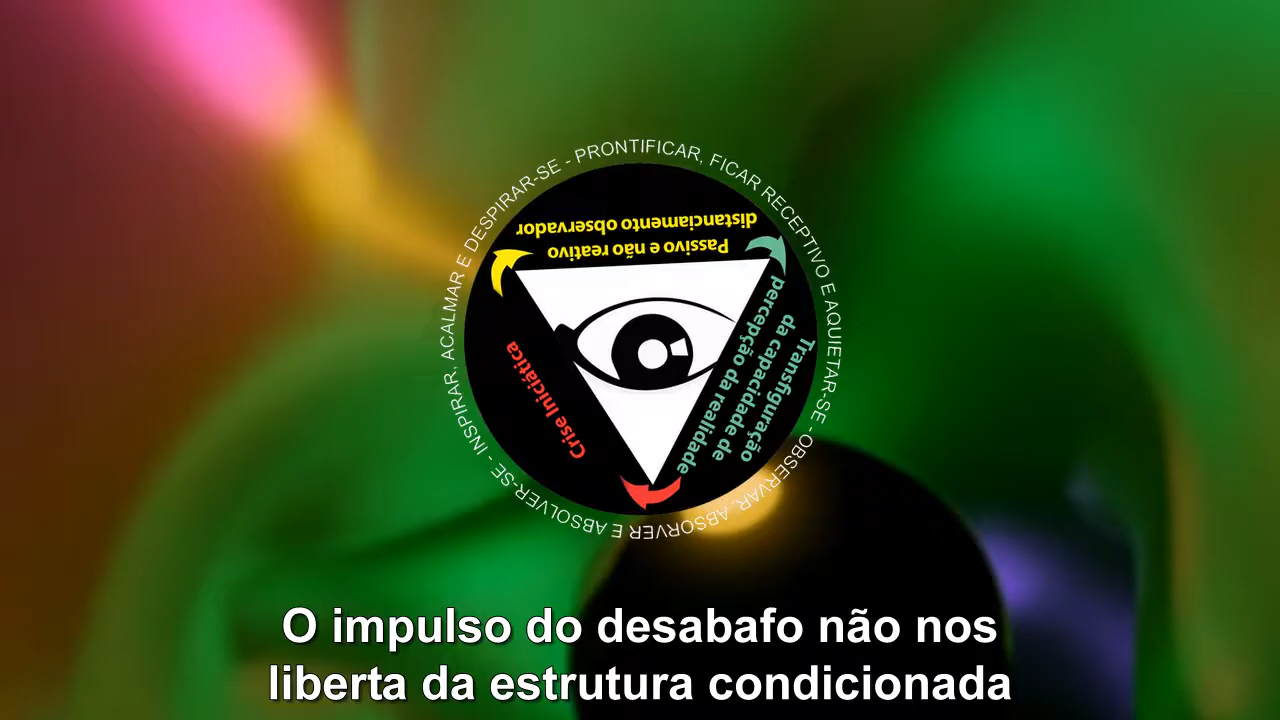 INSPIRAR, ACALMAR E DESPIRAR-SE - PRONTIFICAR, FICAR RECEPTIVO E AQUIETAR-SE - OBSERVAR, ABSORVER E ABSOLVER-SE -
Passivo e não reativo
distanciamento observador
Transfiguração
da capacidade de
percepção da realidade
Crise Iniciática
O impulso do desabafo não nos
liberta da estrutura condicionada